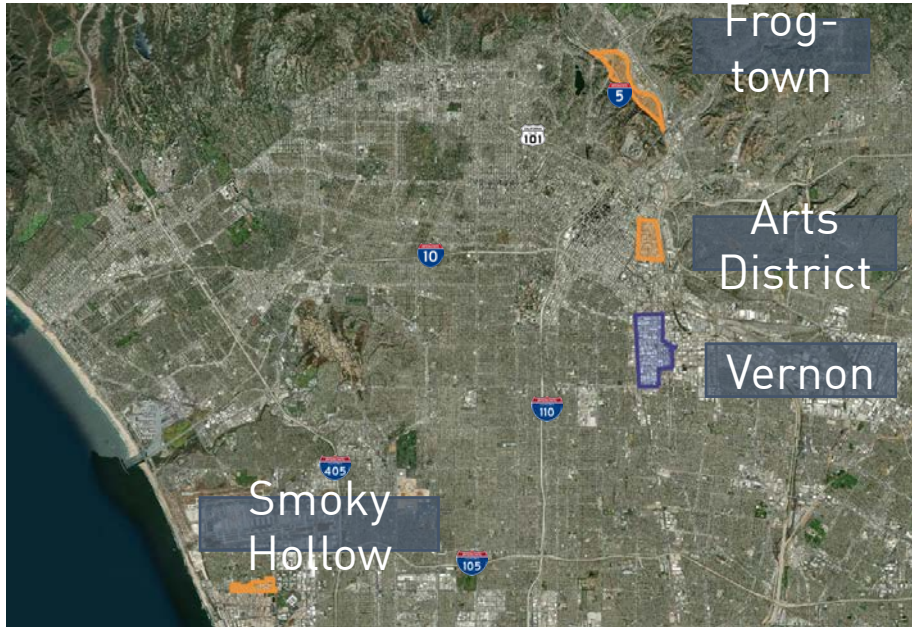 Frog-
town
5
101
Arts
District
10
Vernon
110
405
Smoky
Hollow
105